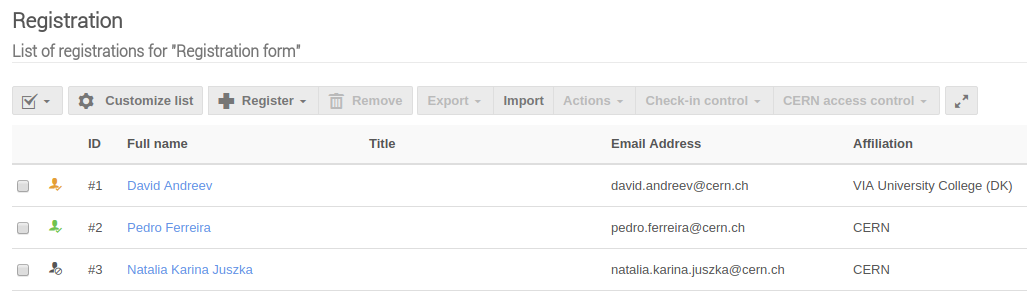 Registration
List of registrations for "Registration form"
Customize list Register Remove Export Import Actions Check-in control CERN access control
ID Full name Title Email Address Affiliation
#1 David Andreev david.andreev@cern.ch VIA University College (DK)
#2 Pedro Ferreira pedro.ferreira@cern.ch CERN
#3 Natalia Karina Juszka natalia.karina.juszka@cern.ch CERN